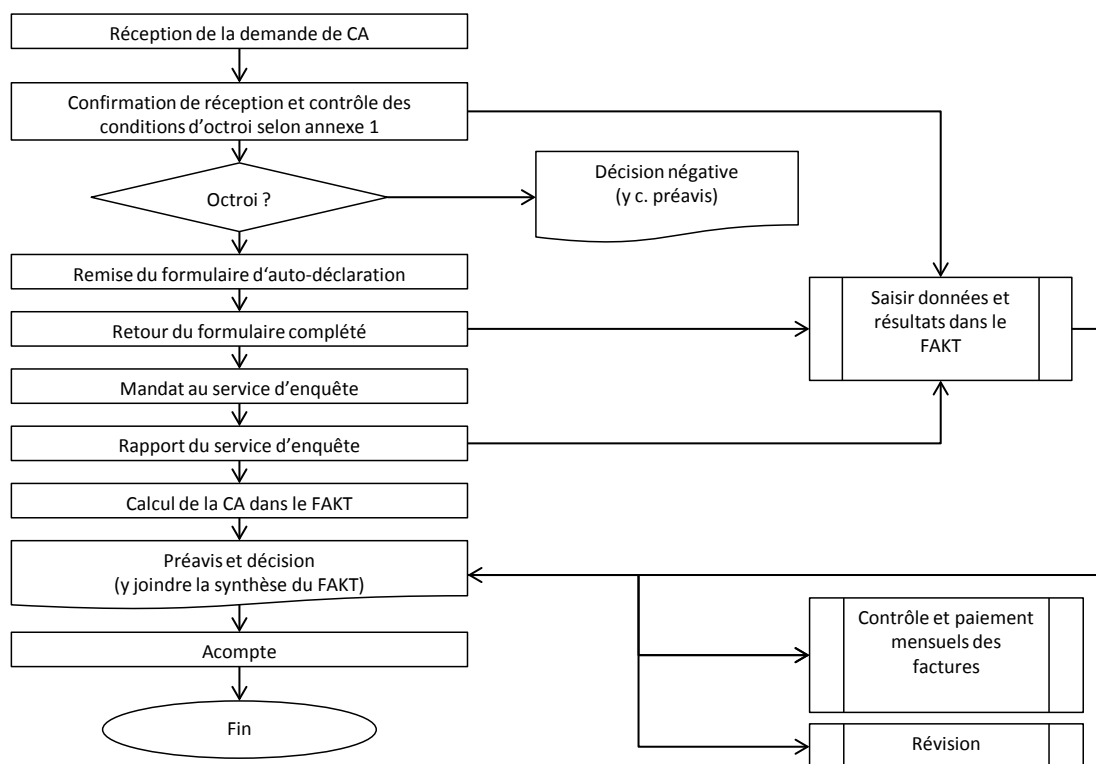 Réception de la demande de CA
Confirmation de réception et contrôle des
conditions d'octroi selon annexe 1
Octroi ?
Décision négative
(y c. préavis)
Remise du formulaire d'auto-déclaration
Retour du formulaire complété
Saisir données et
résultats dans le
FAKT
Mandat au service d'enquête
Rapport du service d'enquête
Calcul de la CA dans le FAKT
Préavis et décision
(y joindre la synthèse du FAKT)
Contrôle et paiement
mensuels des
factures
Acompte
Fin
Révision